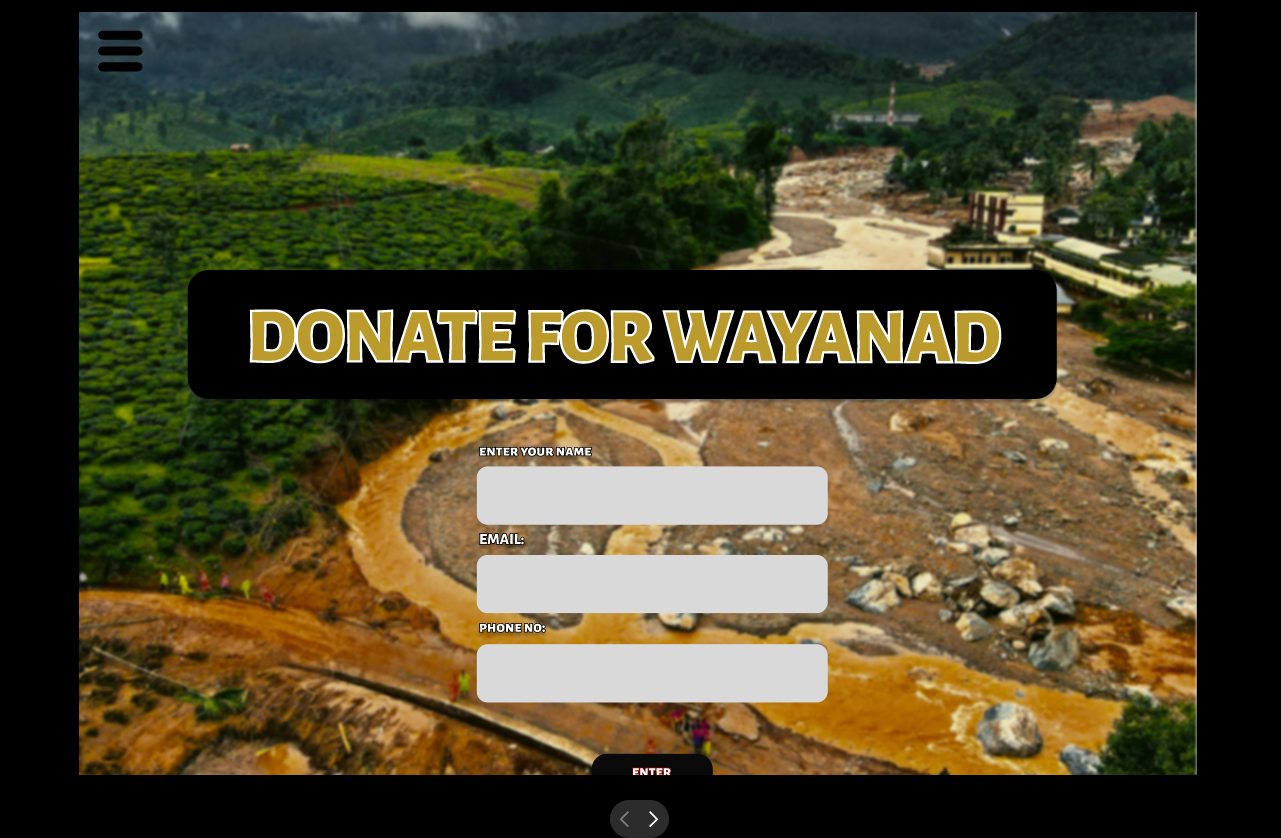 DONATE FOR WAYANAD
ENTER YOUR NAME
EMAIL:
PHONE NO:
ENTER